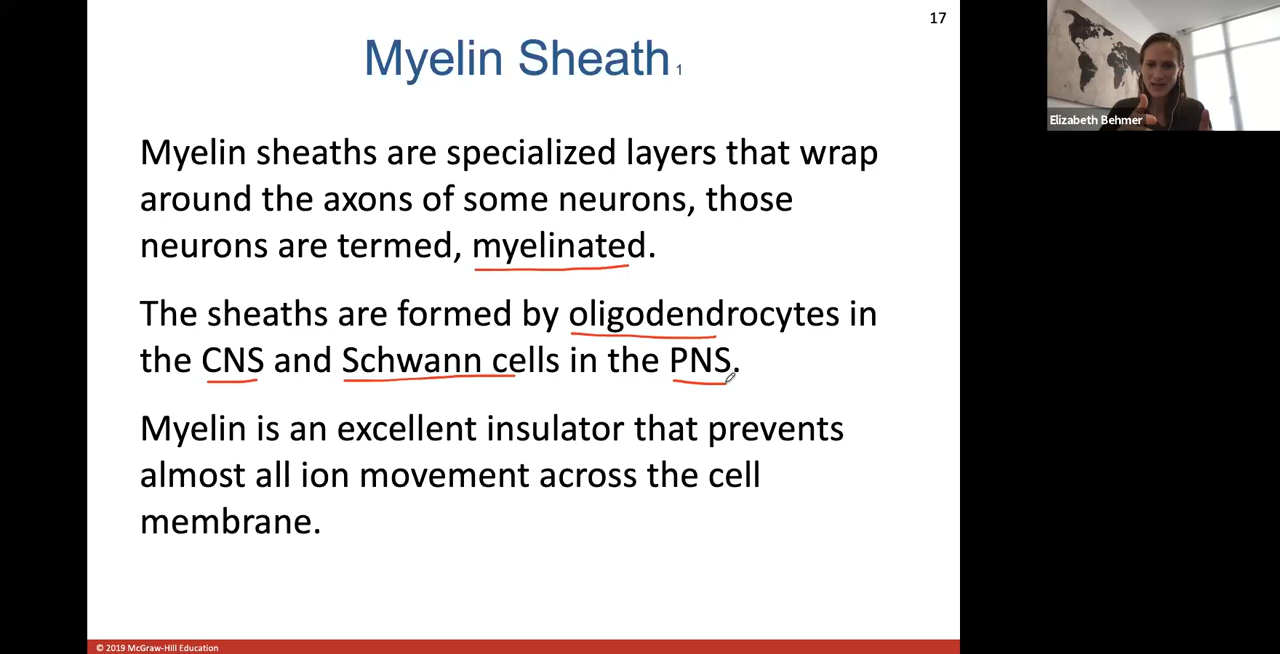 17
Myelin Sheath 1
Elizabeth Behmer
Myelin sheaths are specialized layers that wrap
around the axons of some neurons, those
neurons are termed, myelinated.
The sheaths are formed by oligodendrocytes in
the CNS and Schwann cells in the PNS.
Myelin is an excellent insulator that prevents
almost all ion movement across the cell
membrane.
© 2019 McGraw-Hill Education